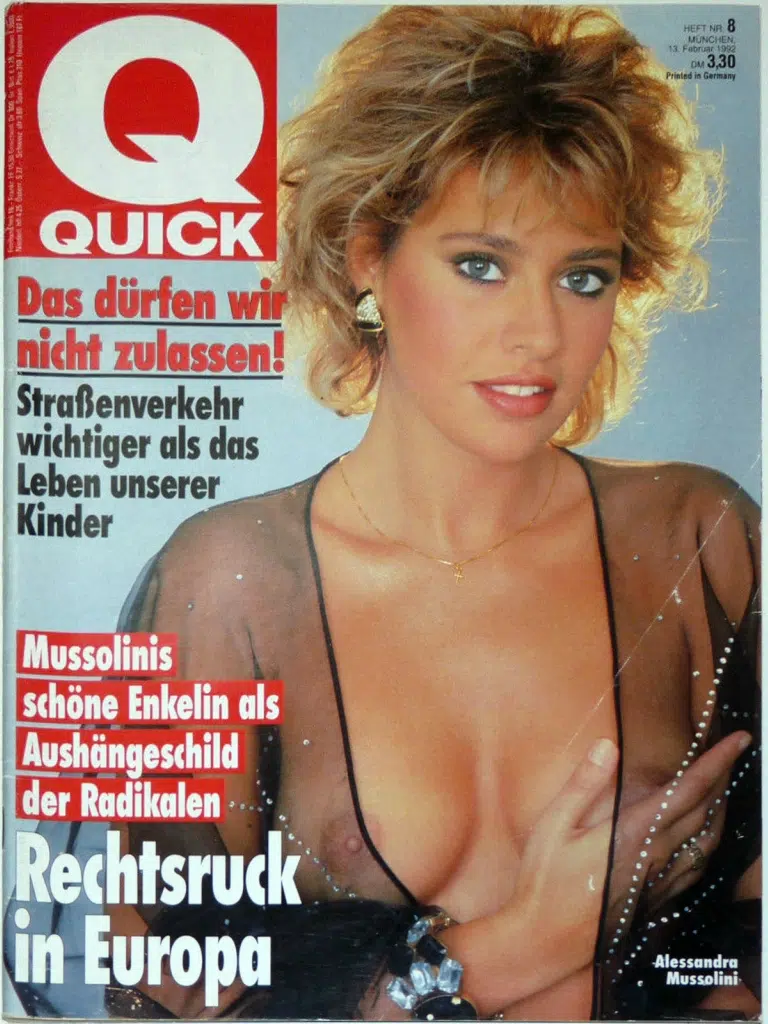 Q
QUICK
HEFT NR. 8
MÜNCHEN,
13. Februar 1992
DM 3,30
Printed in Germany
Das dürfen wir
nicht zulassen!
Straßenverkehr
wichtiger als das
Leben unserer
Kinder
Mussolinis
schöne Enkelin als
Aushängeschild
der Radikalen
Rechtsruck
in Europa
Alessandra
Mussolini